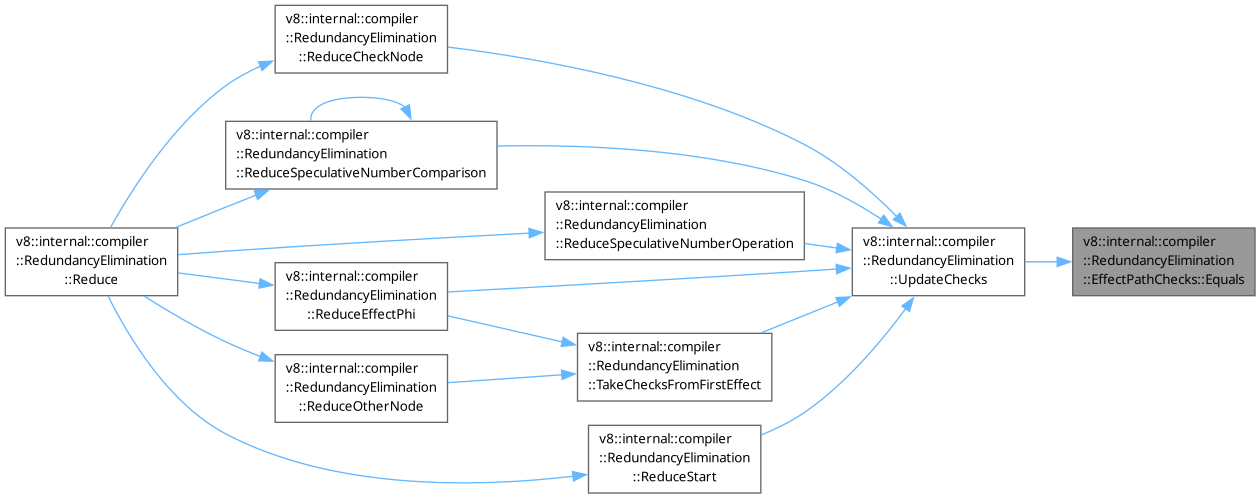 v8::internal::compiler
::RedundancyElimination
::ReduceCheckNode
v8::internal::compiler
::RedundancyElimination
::ReduceSpeculativeNumberComparison
v8::internal::compiler
::RedundancyElimination
::ReduceSpeculativeNumberOperation
v8::internal::compiler
::RedundancyElimination
::Reduce
v8::internal::compiler
::RedundancyElimination
::UpdateChecks
v8::internal::compiler
::RedundancyElimination
::EffectPathChecks::Equals
v8::internal::compiler
::RedundancyElimination
::ReduceEffectPhi
v8::internal::compiler
::RedundancyElimination
::TakeChecksFromFirstEffect
v8::internal::compiler
::RedundancyElimination
::ReduceOtherNode
v8::internal::compiler
::RedundancyElimination
::ReduceStart